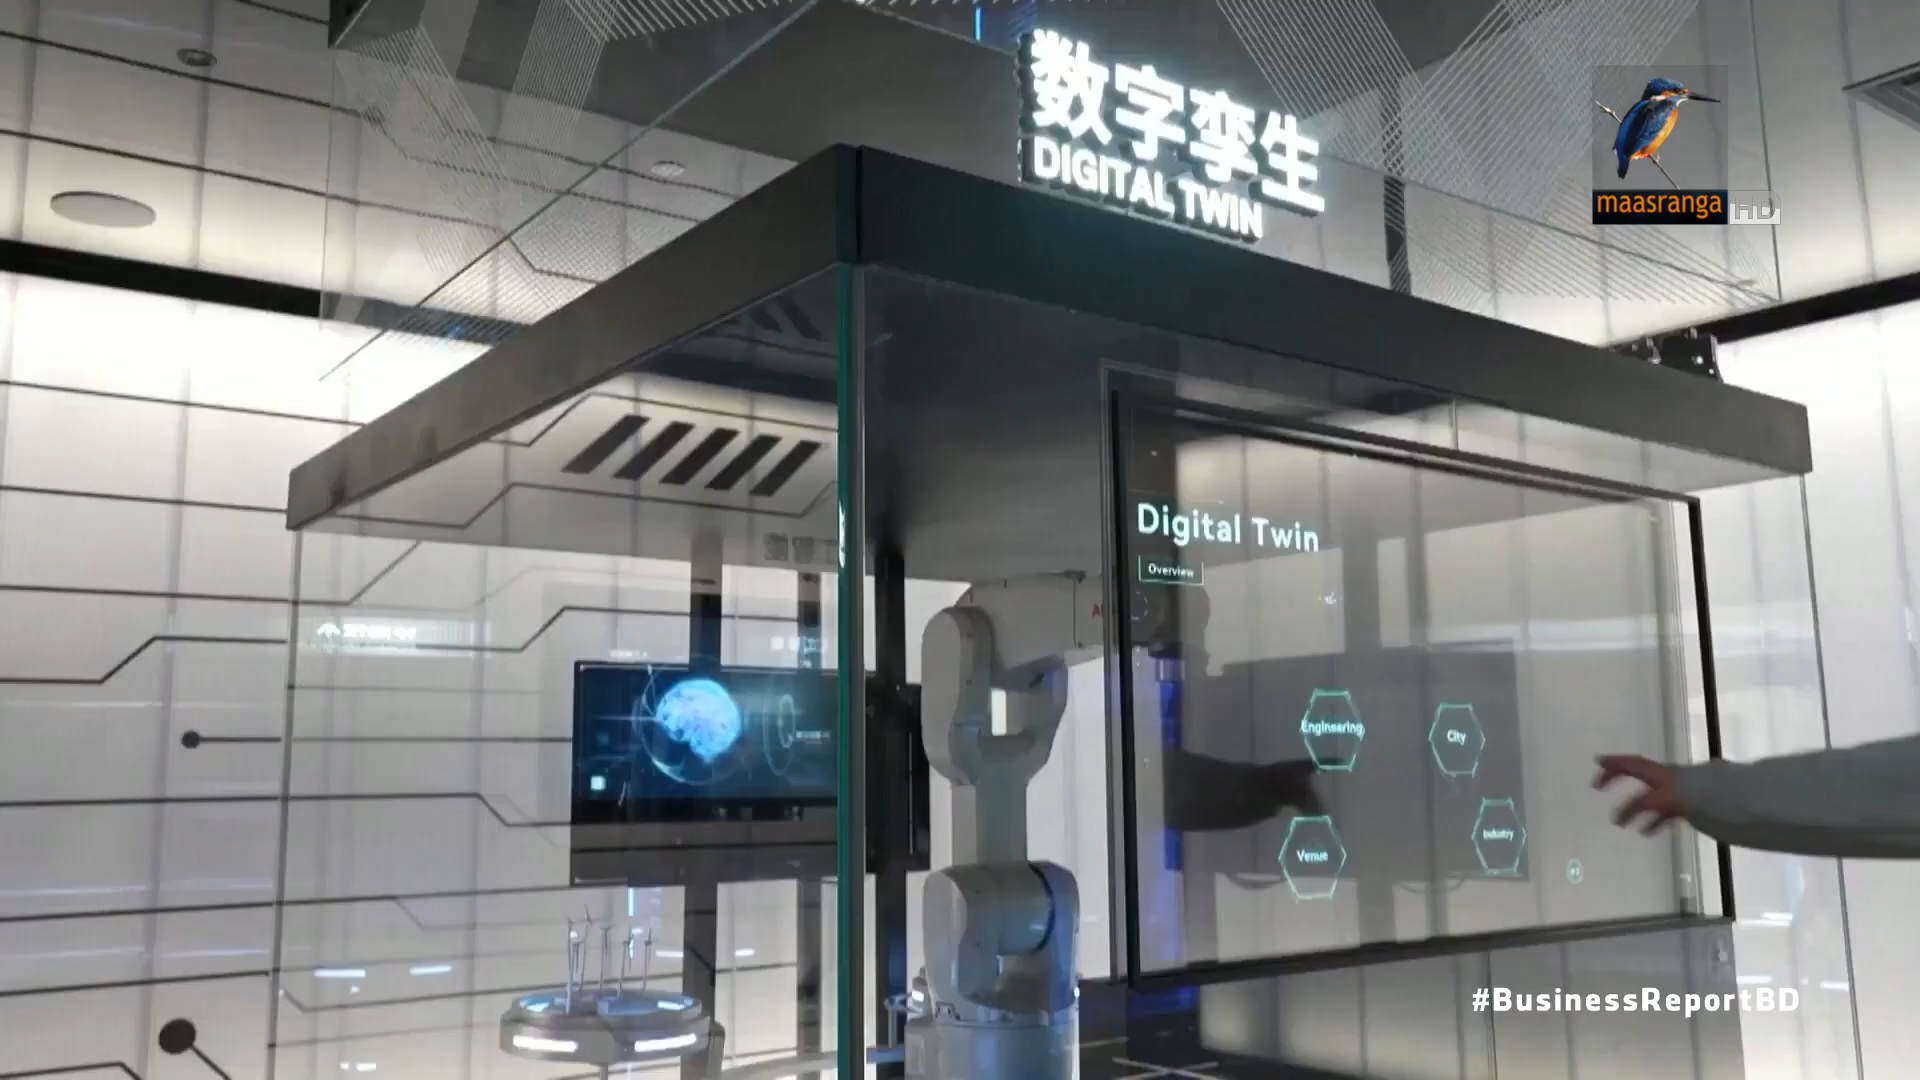 数字孪生
DIGITAL TWIN
maasranga HD
Digital Twin
Overview
Engineering
City
Industry
Venue
#BusinessReportBD